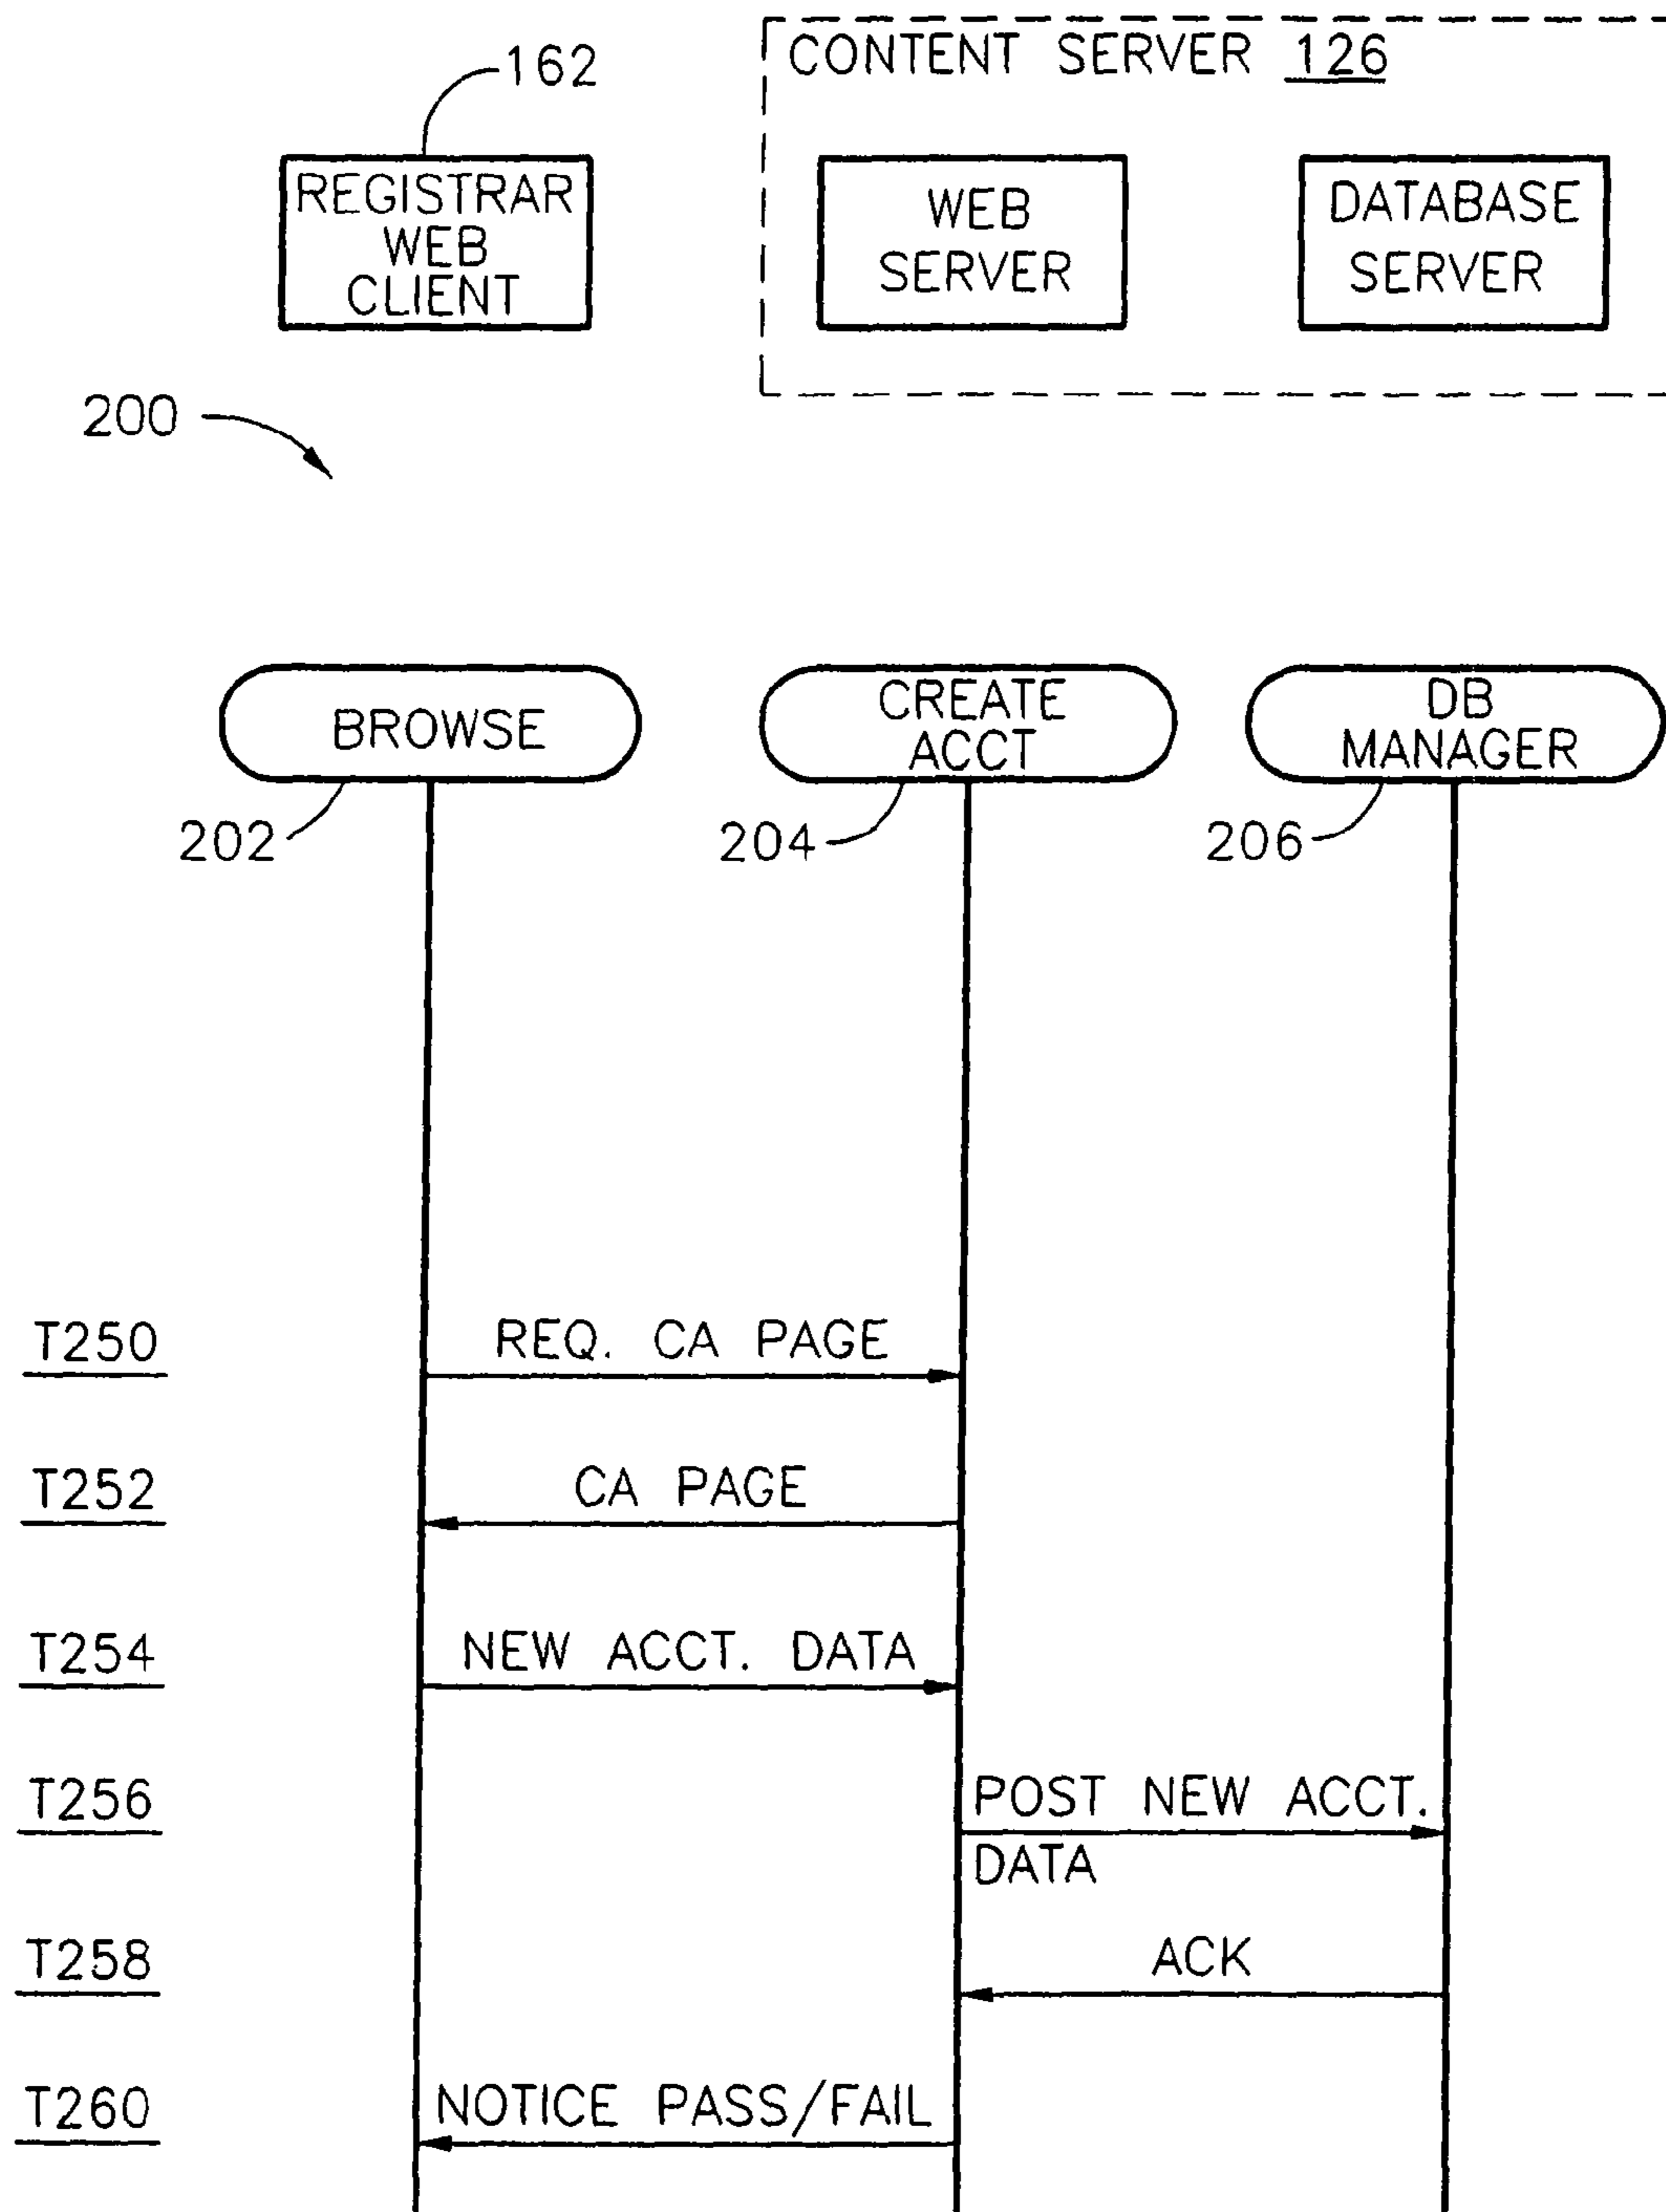 162
CONTENT SERVER 126
REGISTRAR
WEB
CLIENT
WEB
SERVER
DATABASE
SERVER
200
BROWSE
CREATE
ACCT
DB
MANAGER
202
204
206
T250
REQ. CA PAGE
T252
CA PAGE
T254
NEW ACCT. DATA
T256
POST NEW ACCT.
DATA
T258
ACK
T260
NOTICE PASS/FAIL